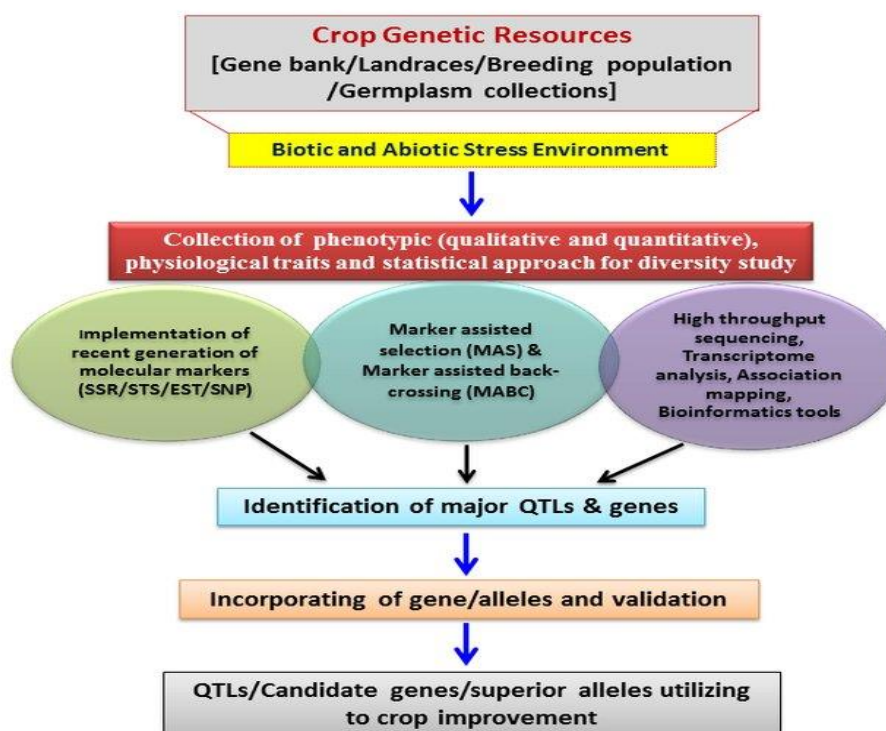 Crop Genetic Resources
[Gene bank/Landraces/Breeding population
/Germplasm collections]
Biotic and Abiotic Stress Environment
Collection of phenotypic (qualitative and quantitative),
physiological traits and statistical approach for diversity study
Implementation of
recent generation of
molecular markers
(SSR/STS/EST/SNP)
Marker assisted
selection (MAS) &
Marker assisted back-
crossing (MABC)
High throughput
sequencing,
Transcriptome
analysis, Association
mapping,
Bioinformatics tools
Identification of major QTLs & genes
Incorporating of gene/alleles and validation
QTLs/Candidate genes/superior alleles utilizing
to crop improvement